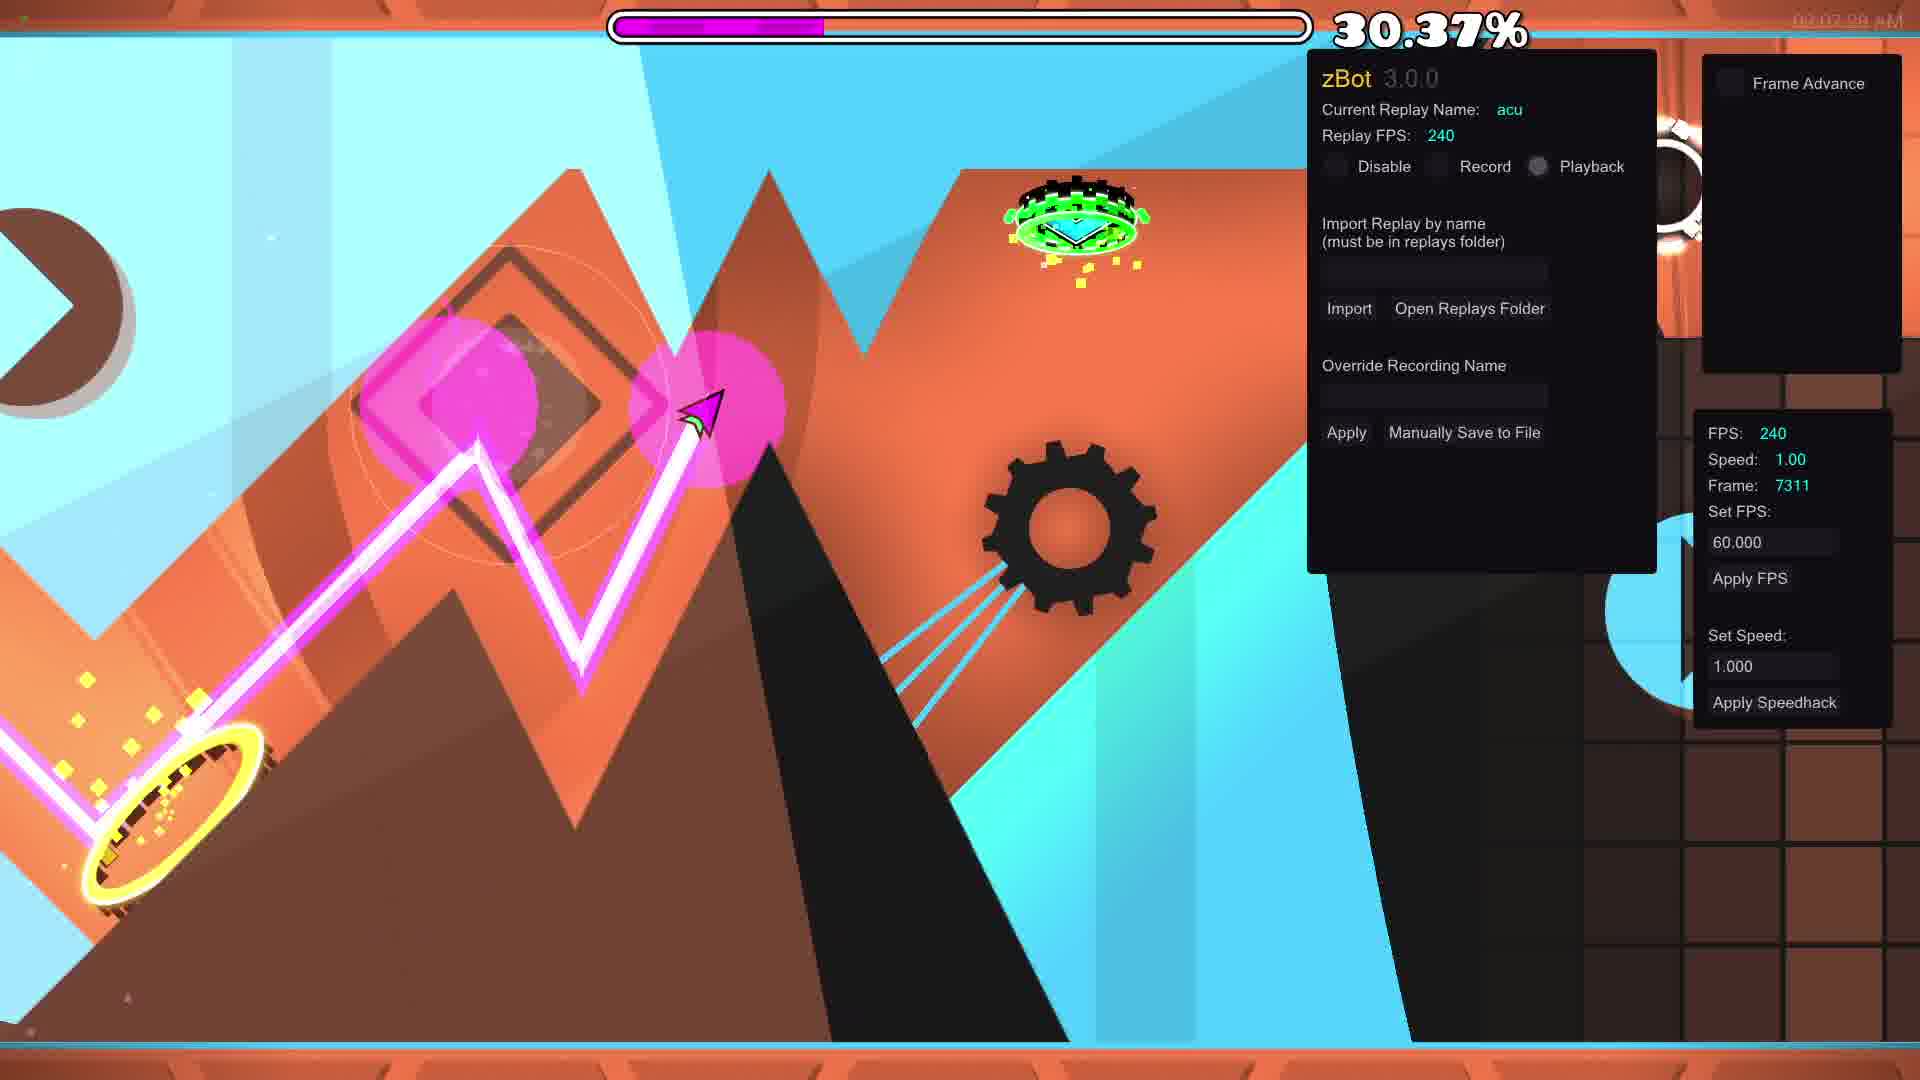 30.37%
zBot 3.0.0
Current Replay Name: acu
Replay FPS: 240
Disable Record Playback
Import Replay by name
(must be in replays folder)
Import Open Replays Folder
Override Recording Name
Apply Manually Save to File
Frame Advance
FPS: 240
Speed: 1.00
Frame: 7311
Set FPS:
60.000
Apply FPS
Set Speed:
1.000
Apply Speedhack